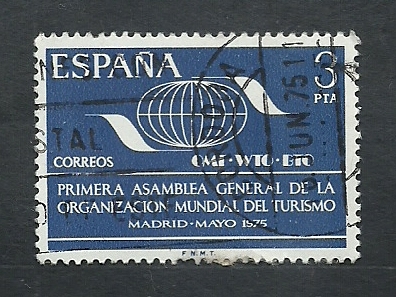 ESPAÑA 3
PTA
CORREOS OMT·WTO·BTO
PRIMERA ASAMBLEA GENERAL DE LA
ORGANIZACION MUNDIAL DEL TURISMO
MADRID-MAYO 1975
F.N.M.T.